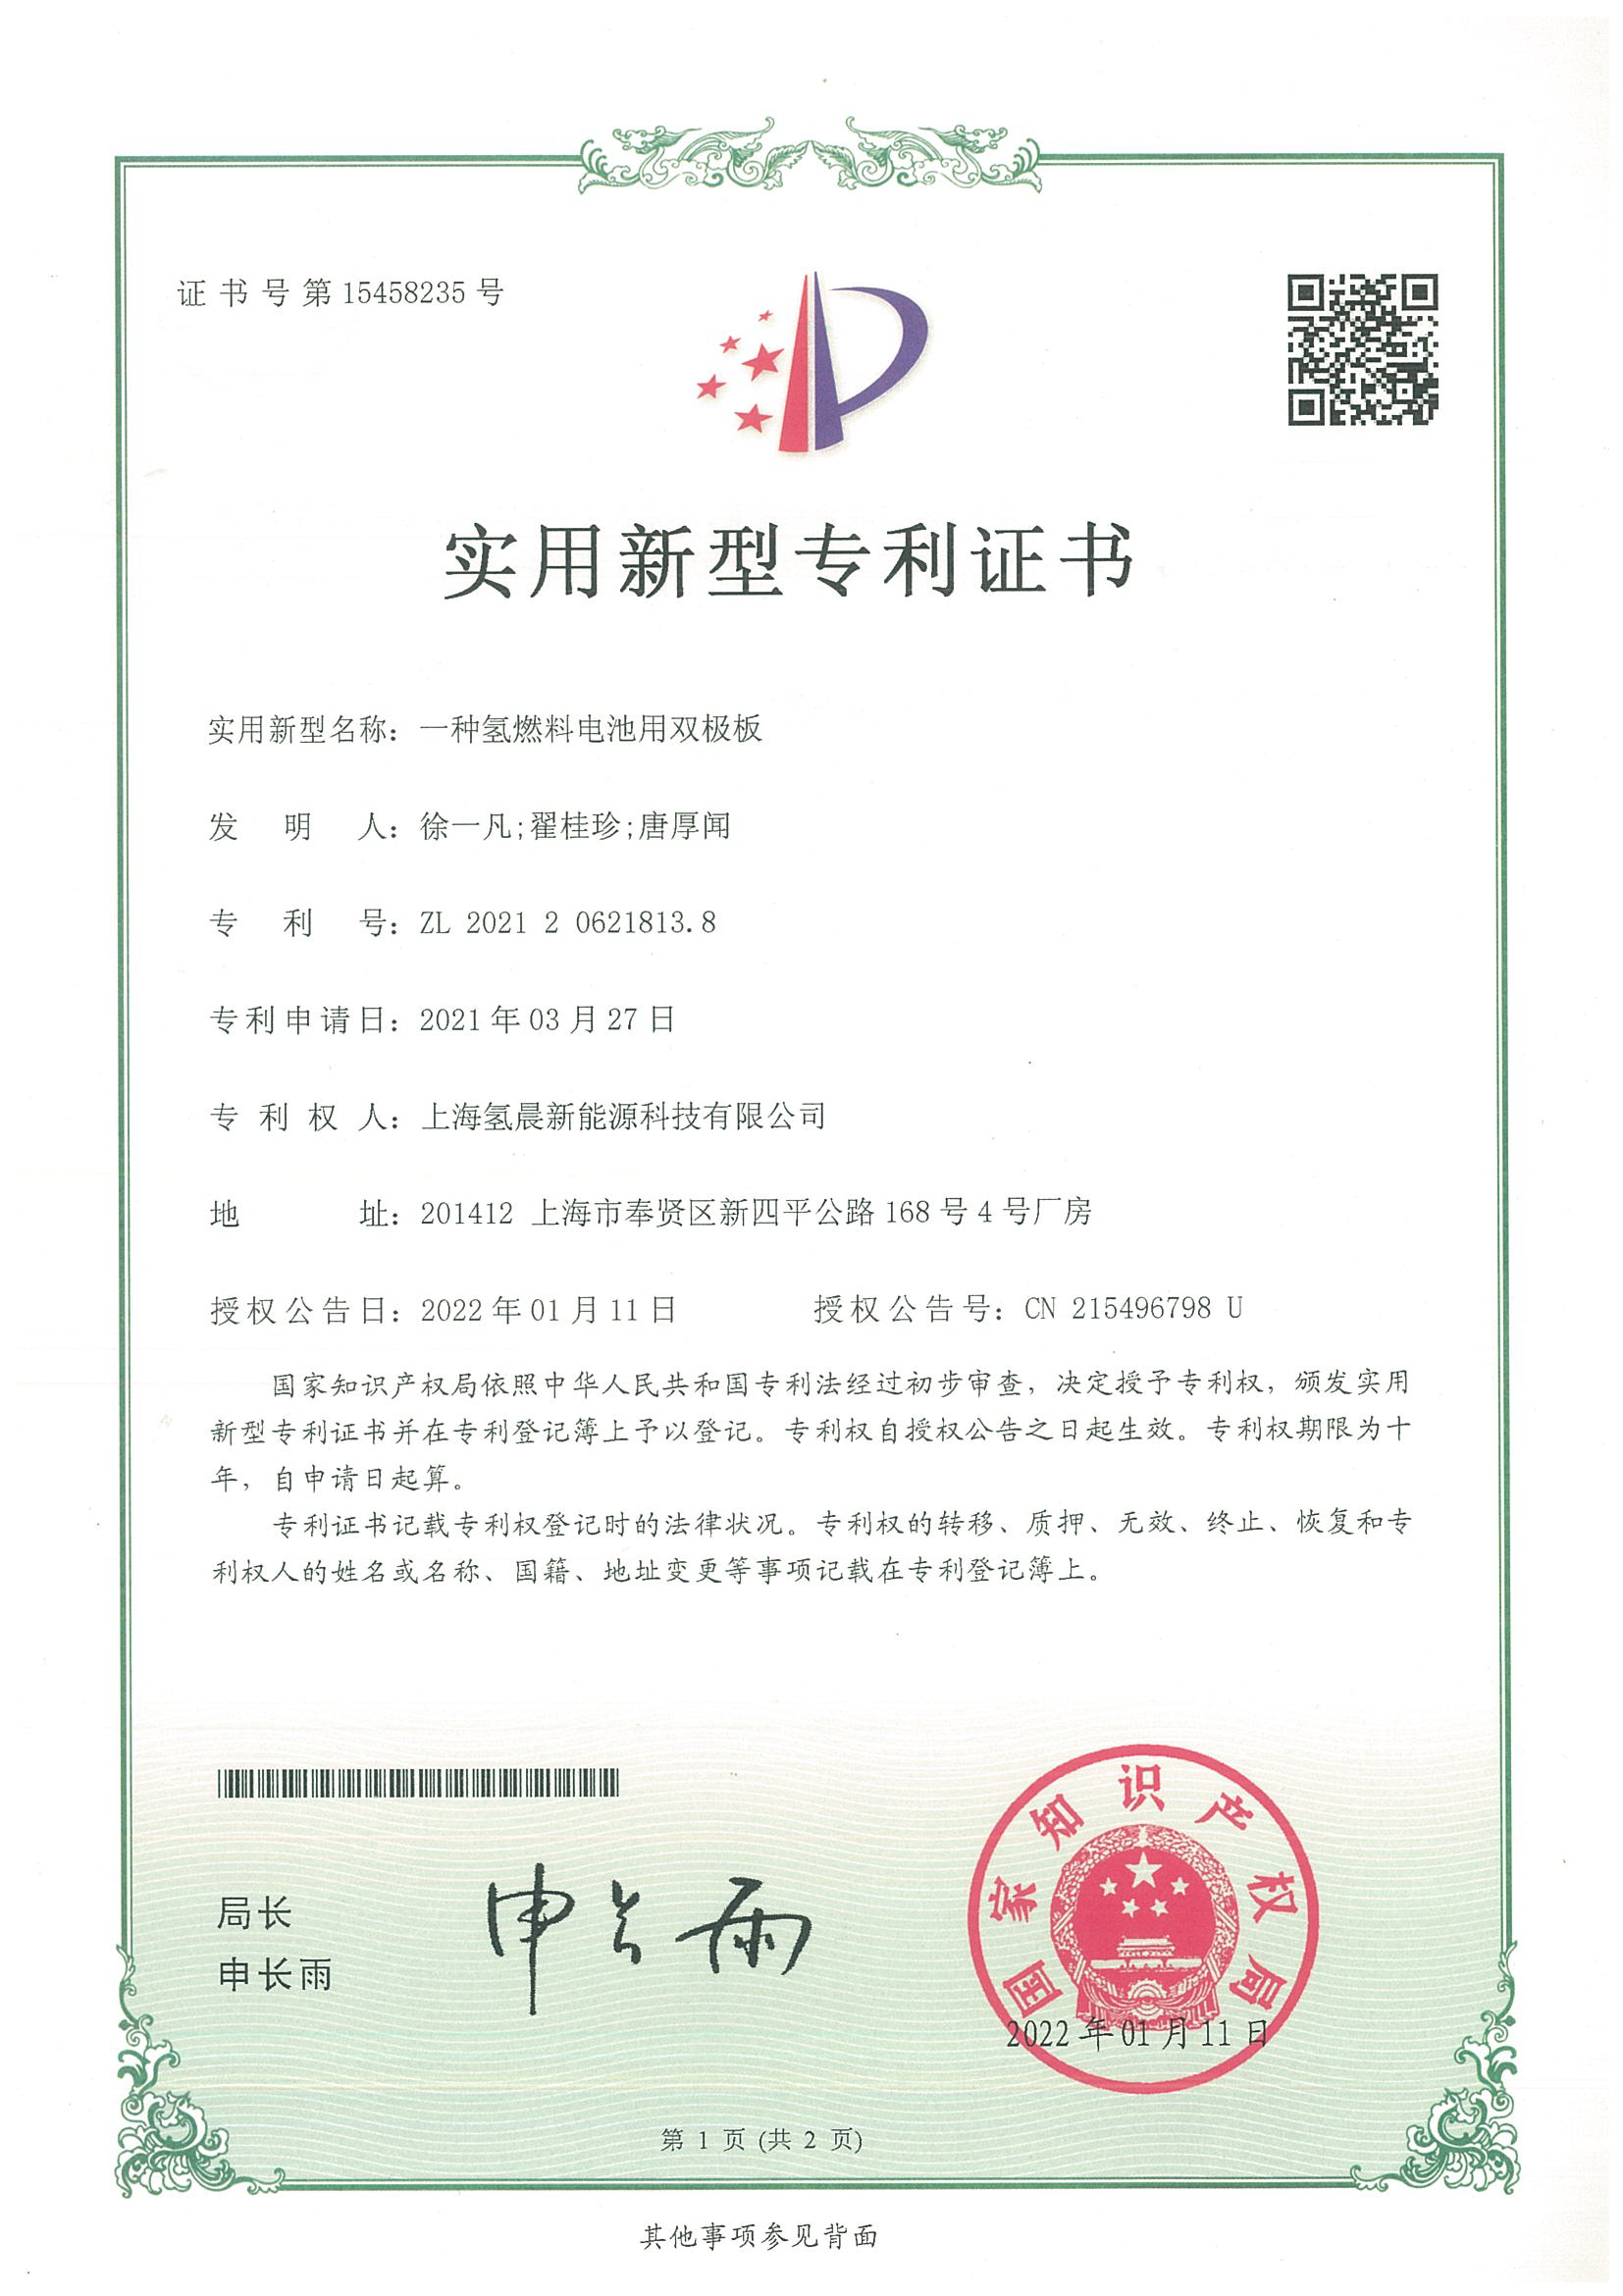 证书号第15458235号
实用新型专利证书
实用新型名称：一种氢燃料电池用双极板
发明人：徐一凡;翟桂珍;唐厚闻
专利号：ZL 2021 2 0621813.8
专利申请日：2021年03月27日
专利权人：上海氢晨新能源科技有限公司
地址：201412 上海市奉贤区新四平公路168号4号厂房
授权公告日：2022年01月11日 授权公告号：CN 215496798 U
国家知识产权局依照中华人民共和国专利法经过初步审查，决定授予专利权，颁发实用
新型专利证书并在专利登记簿上予以登记。专利权自授权公告之日起生效。专利权期限为十
年，自申请日起算。
专利证书记载专利权登记时的法律状况。专利权的转移、质押、无效、终止、恢复和专
利权人的姓名或名称、国籍、地址变更等事项记载在专利登记簿上。
局长
申长雨
申长雨
国家知识产权局
2022年01月11日
第 1 页 (共 2 页)
其他事项参见背面